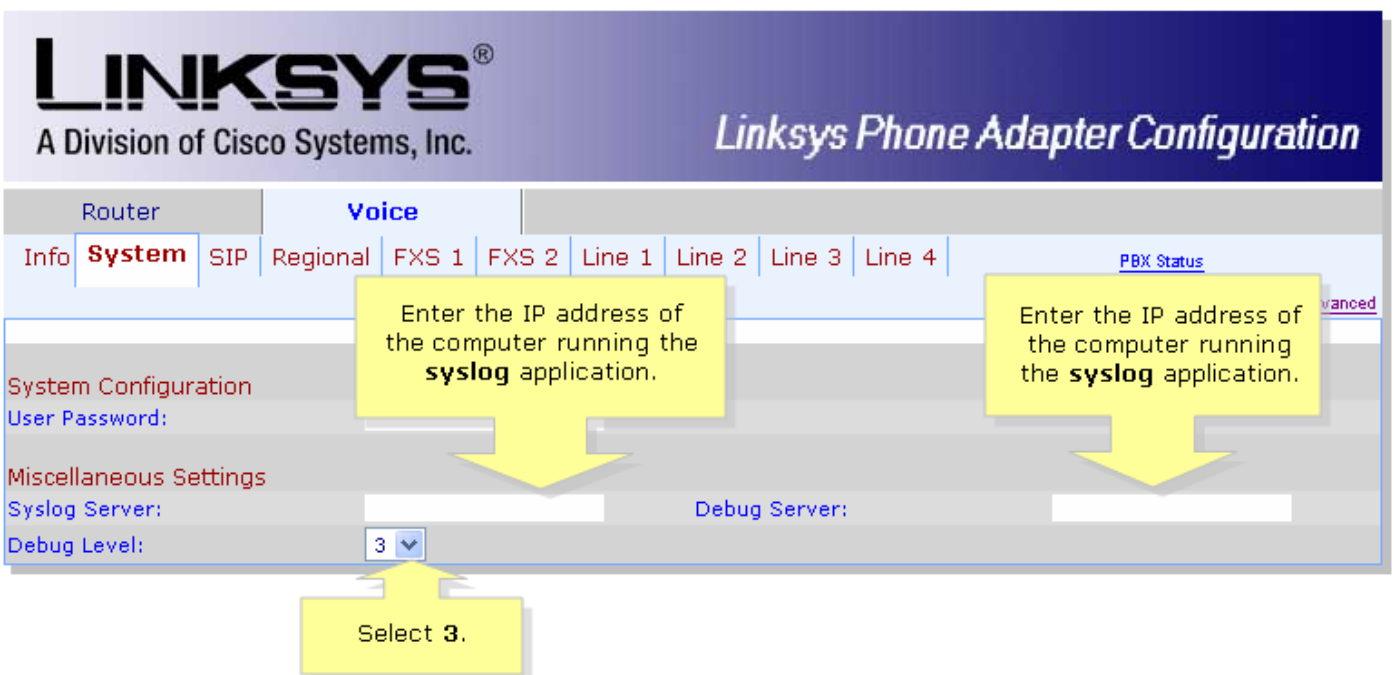 LINKSYS®
A Division of Cisco Systems, Inc.
Linksys Phone Adapter Configuration
Router Voice
Info System SIP Regional FXS 1 FXS 2 Line 1 Line 2 Line 3 Line 4 PBX Status
vanced
Enter the IP address of
the computer running the
syslog application.
Enter the IP address of
the computer running
the syslog application.
System Configuration
User Password:
Miscellaneous Settings
Syslog Server: Debug Server:
Debug Level: 3
Select 3.